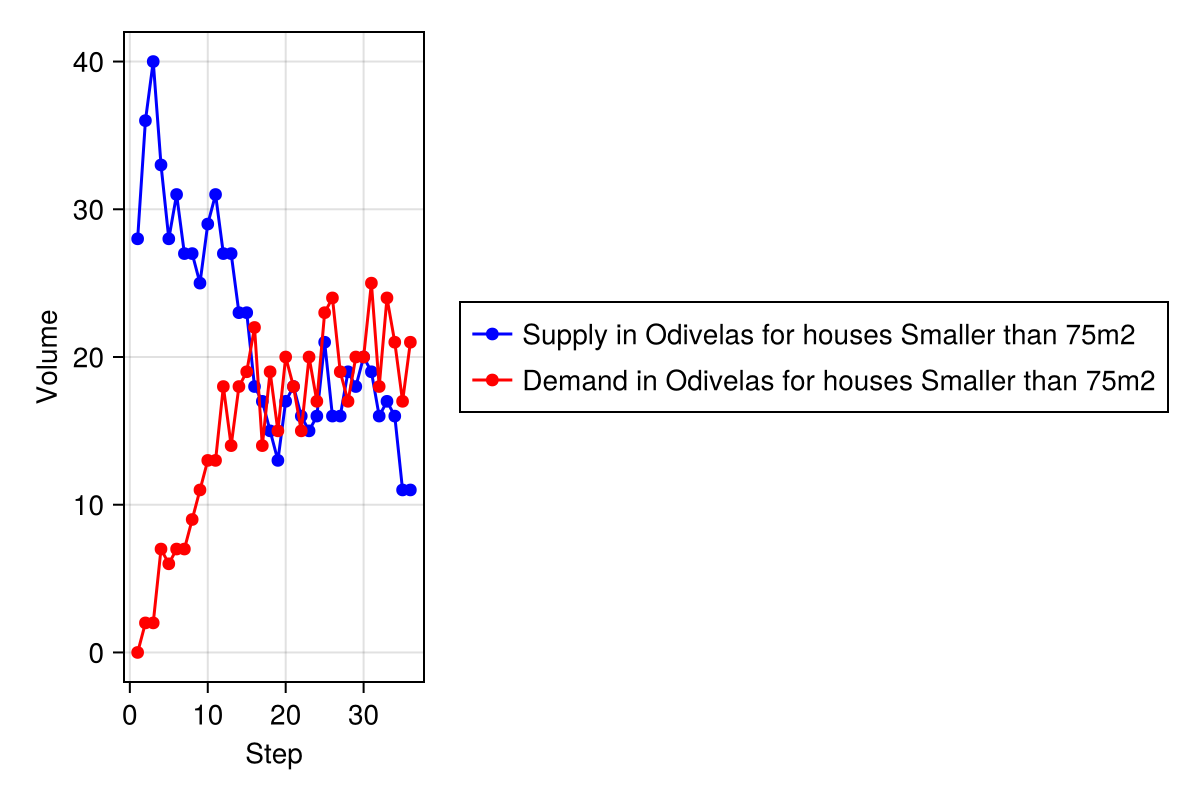 40
30
20
10
0
Volume
0 10 20 30
Step
Supply in Odivelas for houses Smaller than 75m2
Demand in Odivelas for houses Smaller than 75m2